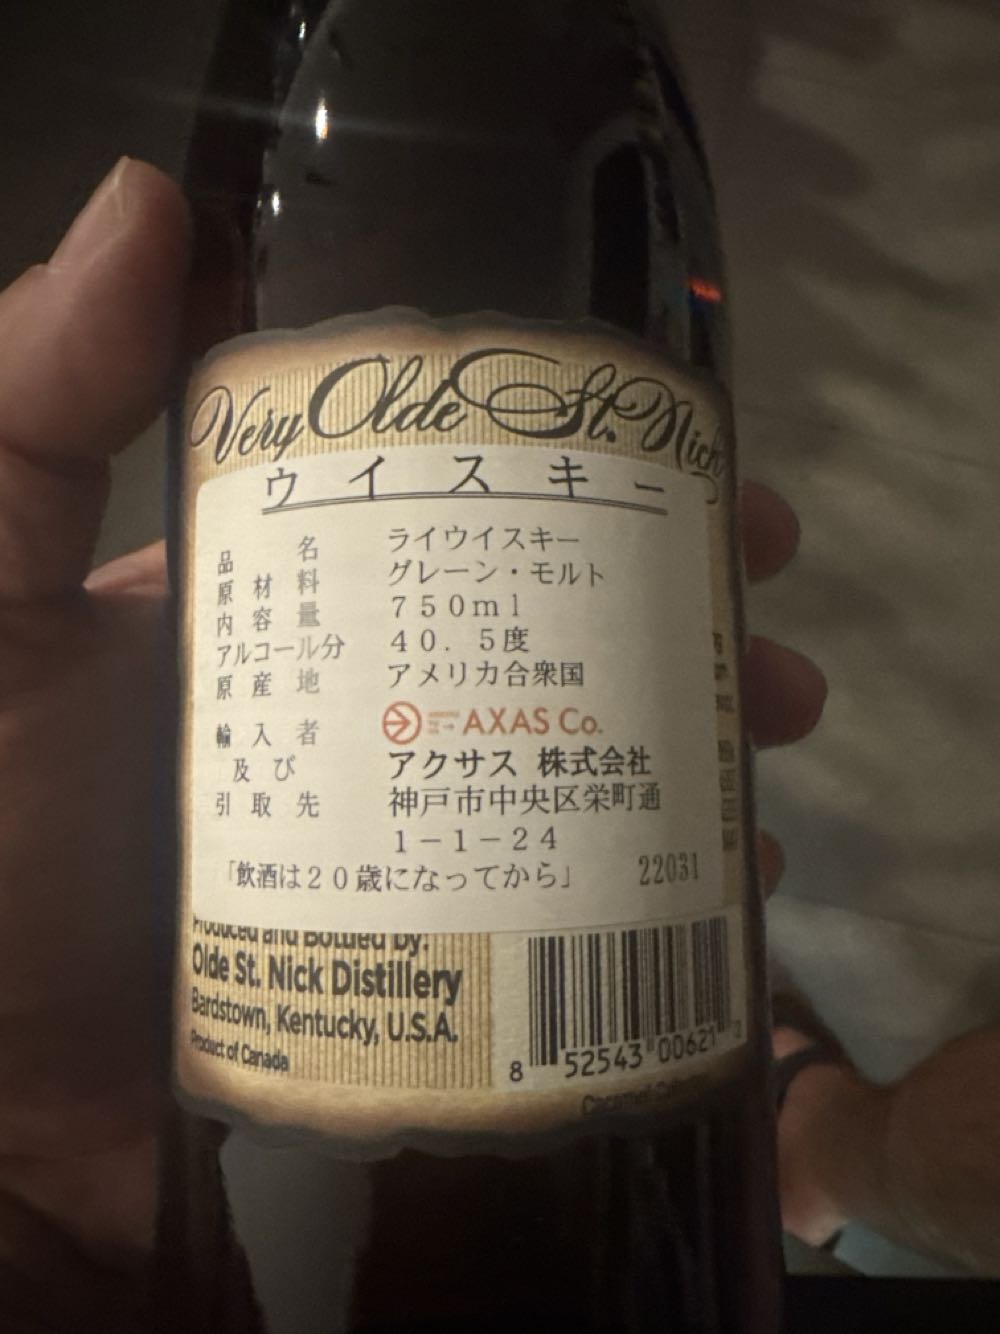 Very Olde St. Nick
ウイスキー
品名 ライウイスキー
原材料 グレーン・モルト
内容量 750ml
アルコール分 40.5度
原産地 アメリカ合衆国
輸入者 AXAS Co.
及び アクサス 株式会社
引取先 神戸市中央区栄町通
1-1-24
「飲酒は20歳になってから」 22031
Produced and Bottled by:
Olde St. Nick Distillery
Bardstown, Kentucky, U.S.A.
Product of Canada
8 52543 00621
Caramel